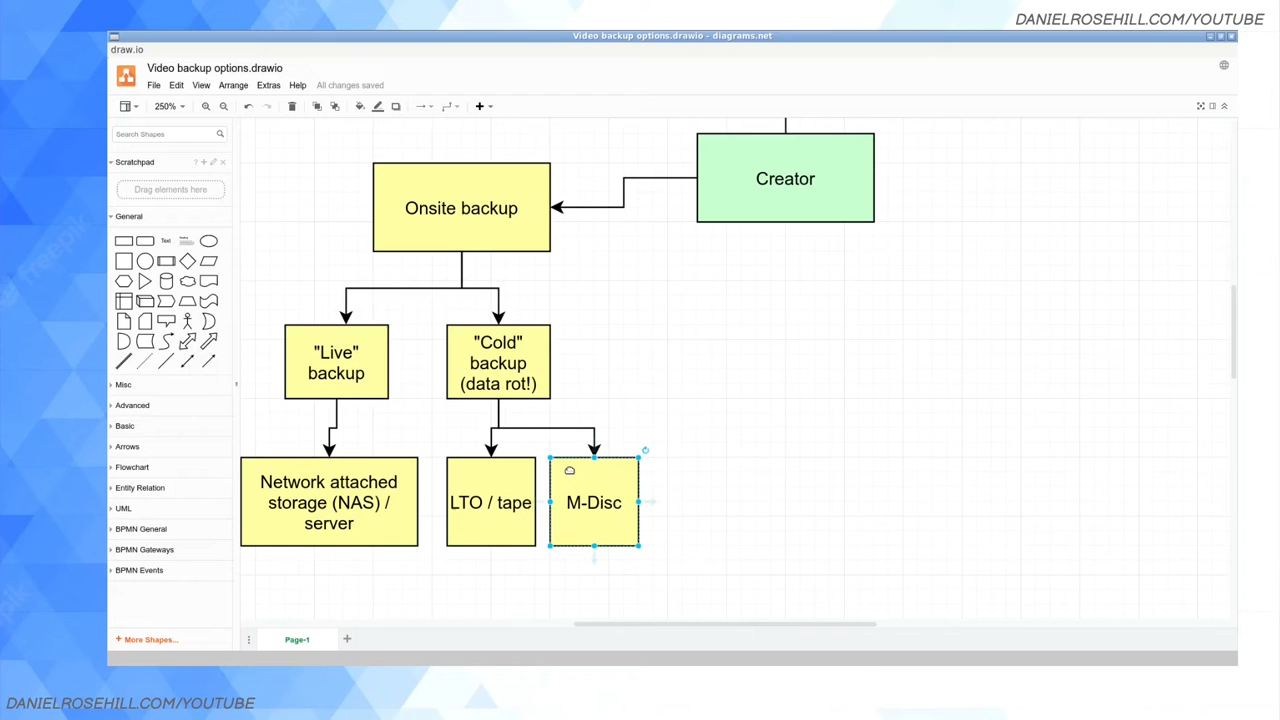 DANIELROSEHILL.COM/YOUTUBE
Video backup options.drawio - diagrams.net
draw.io
Video backup options.drawio
File Edit View Arrange Extras Help All changes saved
250%
Search Shapes
Scratchpad
Drag elements here
General
Text
Misc
Advanced
Basic
Arrows
Flowchart
Entity Relation
UML
BPMN General
BPMN Gateways
BPMN Events
+ More Shapes...
Creator
Onsite backup
"Live"
backup
"Cold"
backup
(data rot!)
Network attached
storage (NAS) /
server
LTO / tape
M-Disc
Page-1
DANIELROSEHILL.COM/YOUTUBE